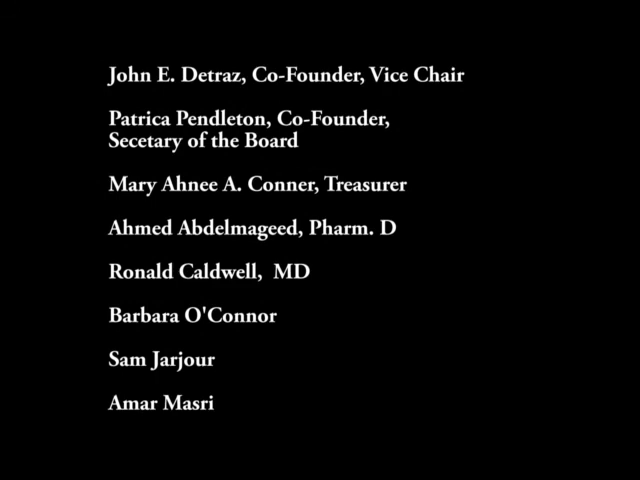 John E. Detraz, Co-Founder, Vice Chair
Patrica Pendleton, Co-Founder,
Secetary of the Board
Mary Ahnee A. Conner, Treasurer
Ahmed Abdelmageed, Pharm. D
Ronald Caldwell,  MD
Barbara O'Connor
Sam Jarjour
Amar Masri